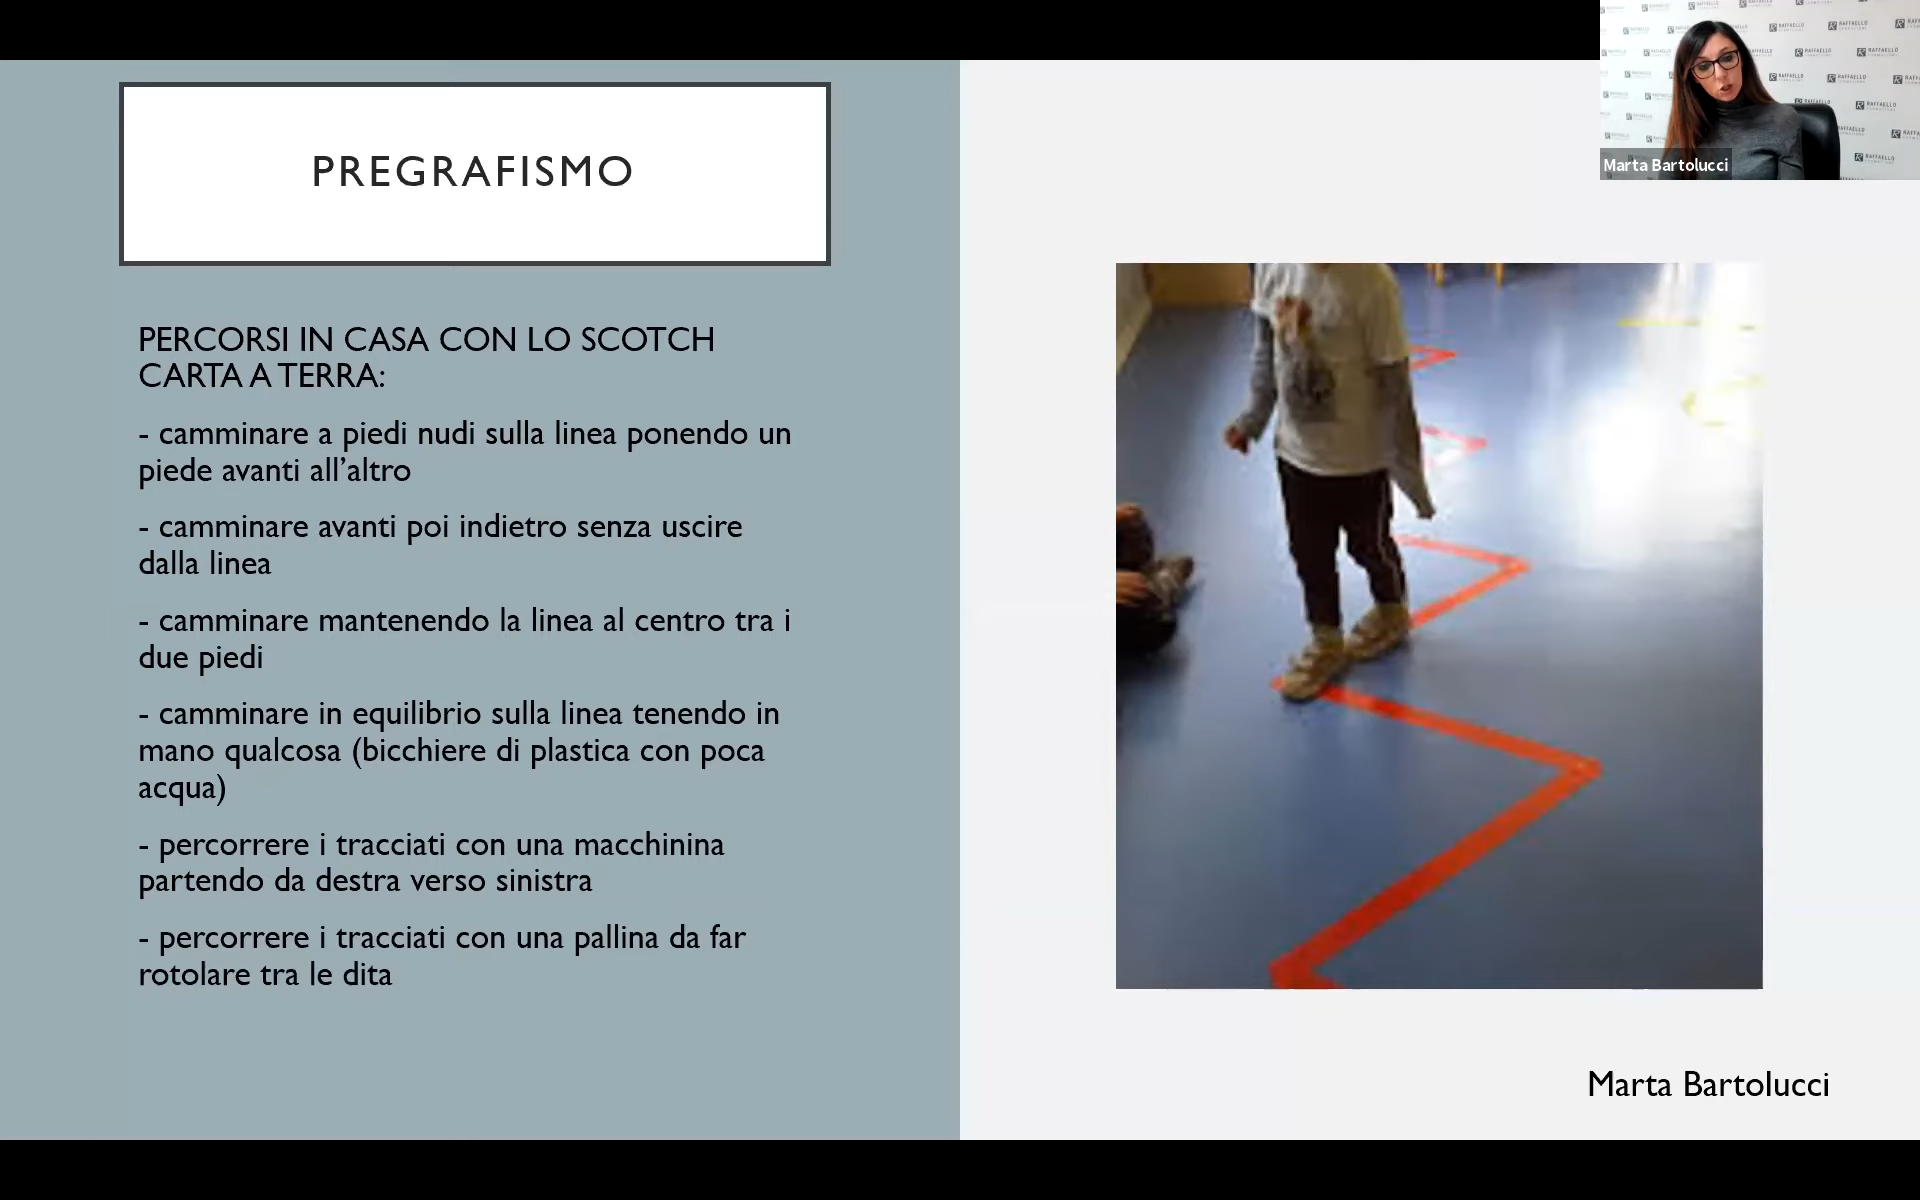 RAFFAELLO
Marta Bartolucci
PREGRAFISMO
PERCORSI IN CASA CON LO SCOTCH
CARTA A TERRA:
- camminare a piedi nudi sulla linea ponendo un
piede avanti all’altro
- camminare avanti poi indietro senza uscire
dalla linea
- camminare mantenendo la linea al centro tra i
due piedi
- camminare in equilibrio sulla linea tenendo in
mano qualcosa (bicchiere di plastica con poca
acqua)
- percorrere i tracciati con una macchinina
partendo da destra verso sinistra
- percorrere i tracciati con una pallina da far
rotolare tra le dita
Marta Bartolucci